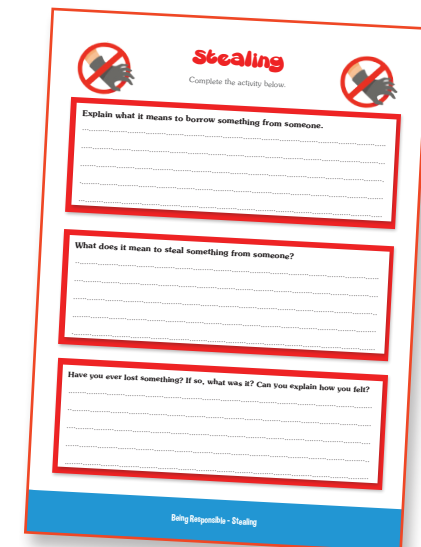 Stealing
Complete the activity below.
Explain what it means to borrow something from someone.
What does it mean to steal something from someone?
Have you ever lost something? If so, what was it? Can you explain how you felt?
Being Responsible - Stealing